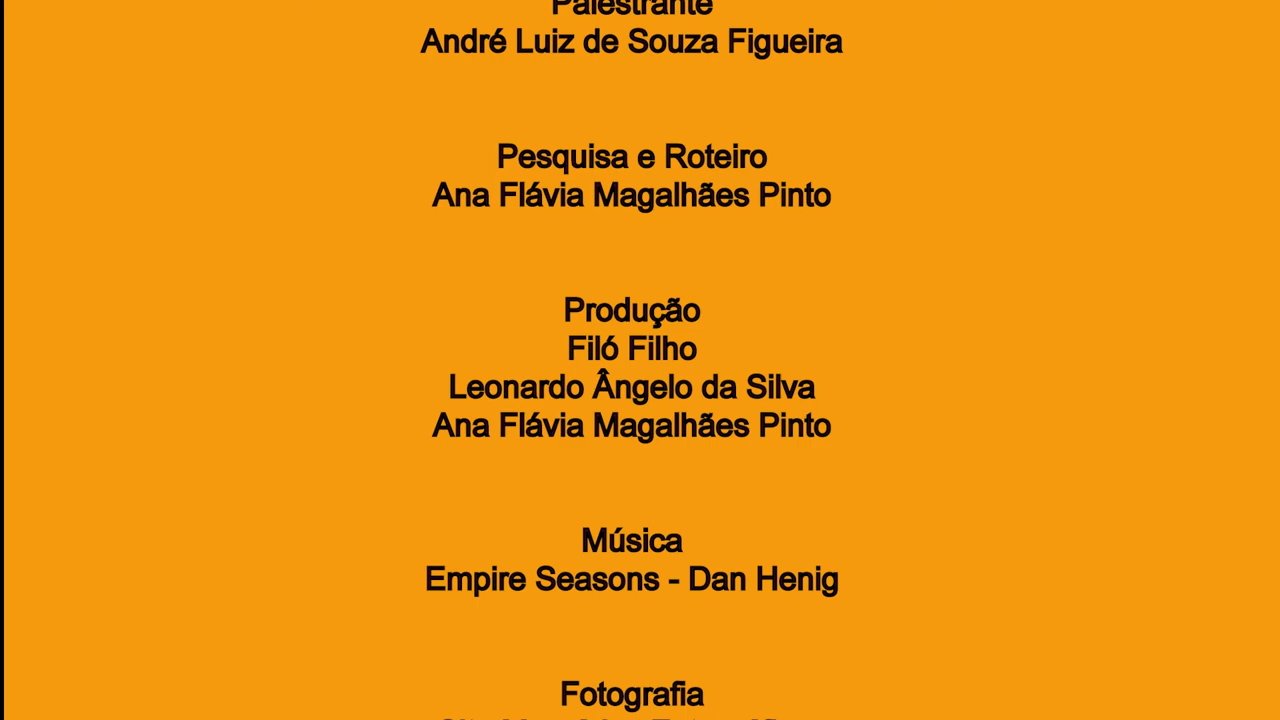 Palestrante
André Luiz de Souza Figueira
Pesquisa e Roteiro
Ana Flávia Magalhães Pinto
Produção
Filó Filho
Leonardo Ângelo da Silva
Ana Flávia Magalhães Pinto
Música
Empire Seasons - Dan Henig
Fotografia